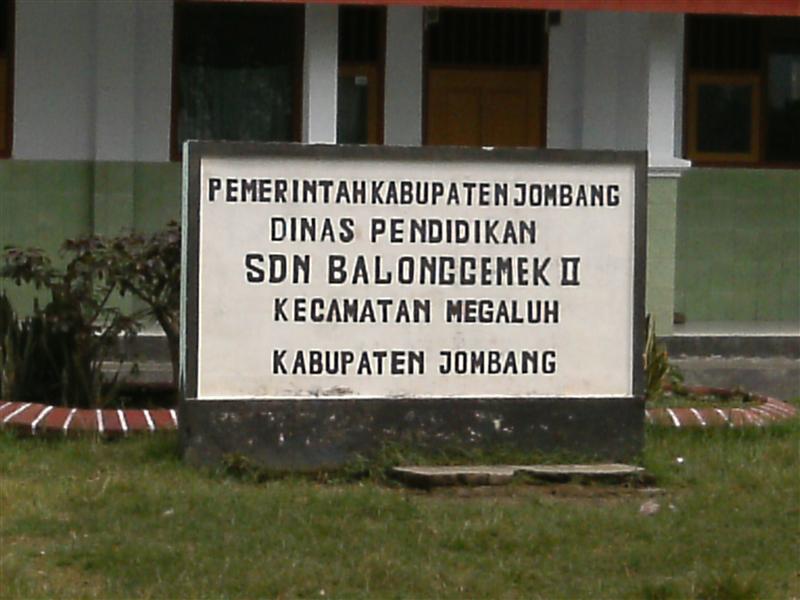 PEMERINTAH KABUPATEN JOMBANG
DINAS PENDIDIKAN
SDN BALONGGEMEK II
KECAMATAN MEGALUH
KABUPATEN JOMBANG